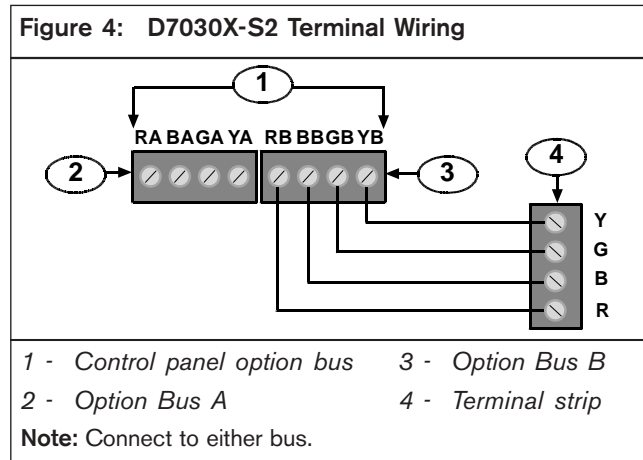 Figure 4: D7030X-S2 Terminal Wiring
1
RA BA GA YA RB BB GB YB
2
3
4
Y
G
B
R
1 - Control panel option bus
3 - Option Bus B
2 - Option Bus A
4 - Terminal strip
Note: Connect to either bus.